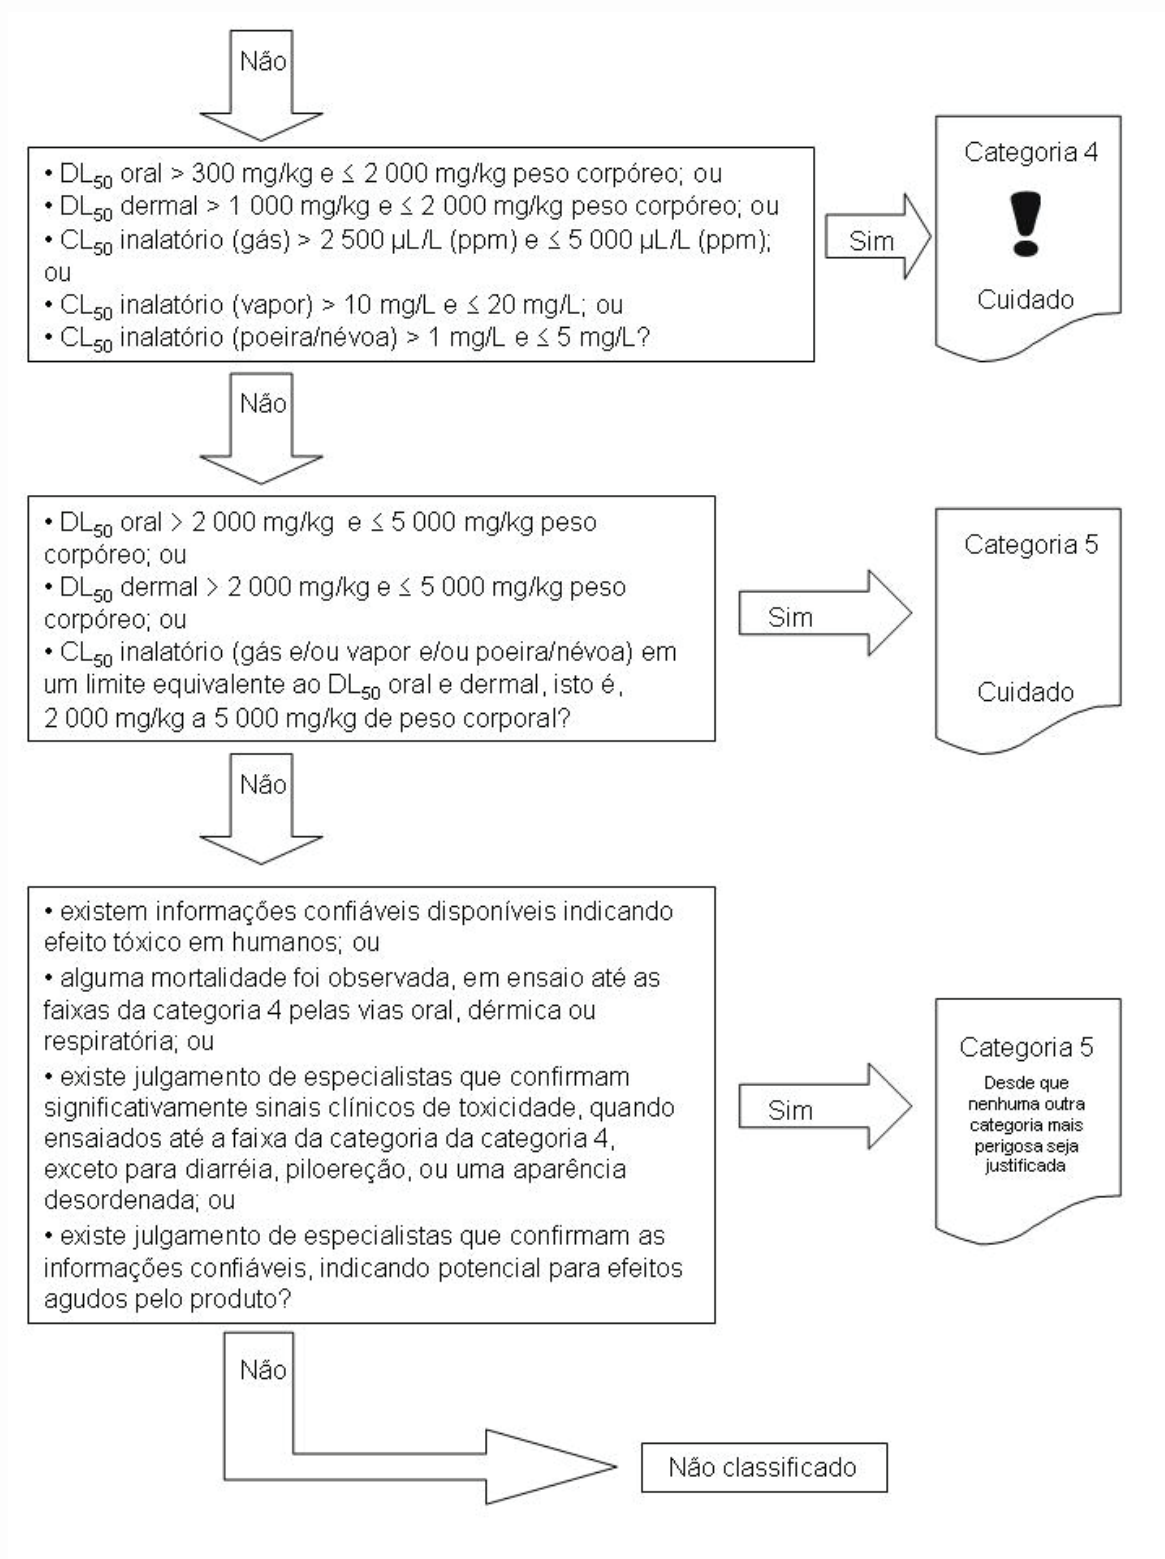 Não
• DL50 oral > 300 mg/kg e ≤ 2 000 mg/kg peso corpóreo; ou
• DL50 dermal > 1 000 mg/kg e ≤ 2 000 mg/kg peso corpóreo; ou
• CL50 inalatório (gás) > 2 500 µL/L (ppm) e ≤ 5 000 µL/L (ppm);
ou
• CL50 inalatório (vapor) > 10 mg/L e ≤ 20 mg/L; ou
• CL50 inalatório (poeira/névoa) > 1 mg/L e ≤ 5 mg/L?
Sim
Categoria 4
!
Cuidado
Não
• DL50 oral > 2 000 mg/kg e ≤ 5 000 mg/kg peso
corpóreo; ou
• DL50 dermal > 2 000 mg/kg e ≤ 5 000 mg/kg peso
corpóreo; ou
• CL50 inalatório (gás e/ou vapor e/ou poeira/névoa) em
um limite equivalente ao DL50 oral e dermal, isto é,
2 000 mg/kg a 5 000 mg/kg de peso corporal?
Sim
Categoria 5
Cuidado
Não
• existem informações confiáveis disponíveis indicando
efeito tóxico em humanos; ou
• alguma mortalidade foi observada, em ensaio até as
faixas da categoria 4 pelas vias oral, dérmica ou
respiratória; ou
• existe julgamento de especialistas que confirmam
significativamente sinais clínicos de toxicidade, quando
ensaiados até a faixa da categoria da categoria 4,
exceto para diarréia, piloereção, ou uma aparência
desordenada; ou
• existe julgamento de especialistas que confirmam as
informações confiáveis, indicando potencial para efeitos
agudos pelo produto?
Sim
Categoria 5
Desde que
nenhuma outra
categoria mais
perigosa seja
justificada
Não
Não classificado